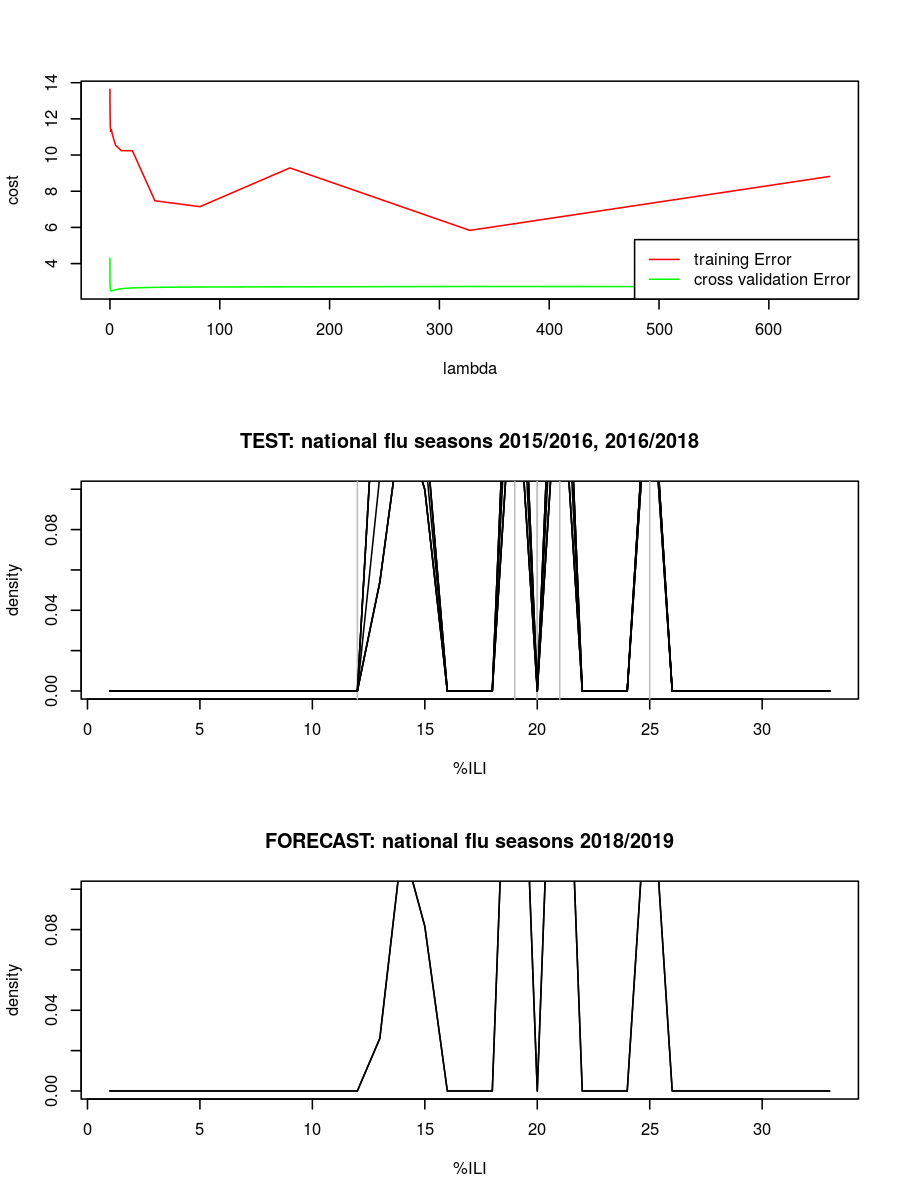 14
12
10
8
6
4
cost
training Error
cross validation Error
0 100 200 300 400 500 600
lambda
TEST: national flu seasons 2015/2016, 2016/2018
0.08
0.04
0.00
density
0 5 10 15 20 25 30
%ILI
FORECAST: national flu seasons 2018/2019
0.08
0.04
0.00
density
0 5 10 15 20 25 30
%ILI